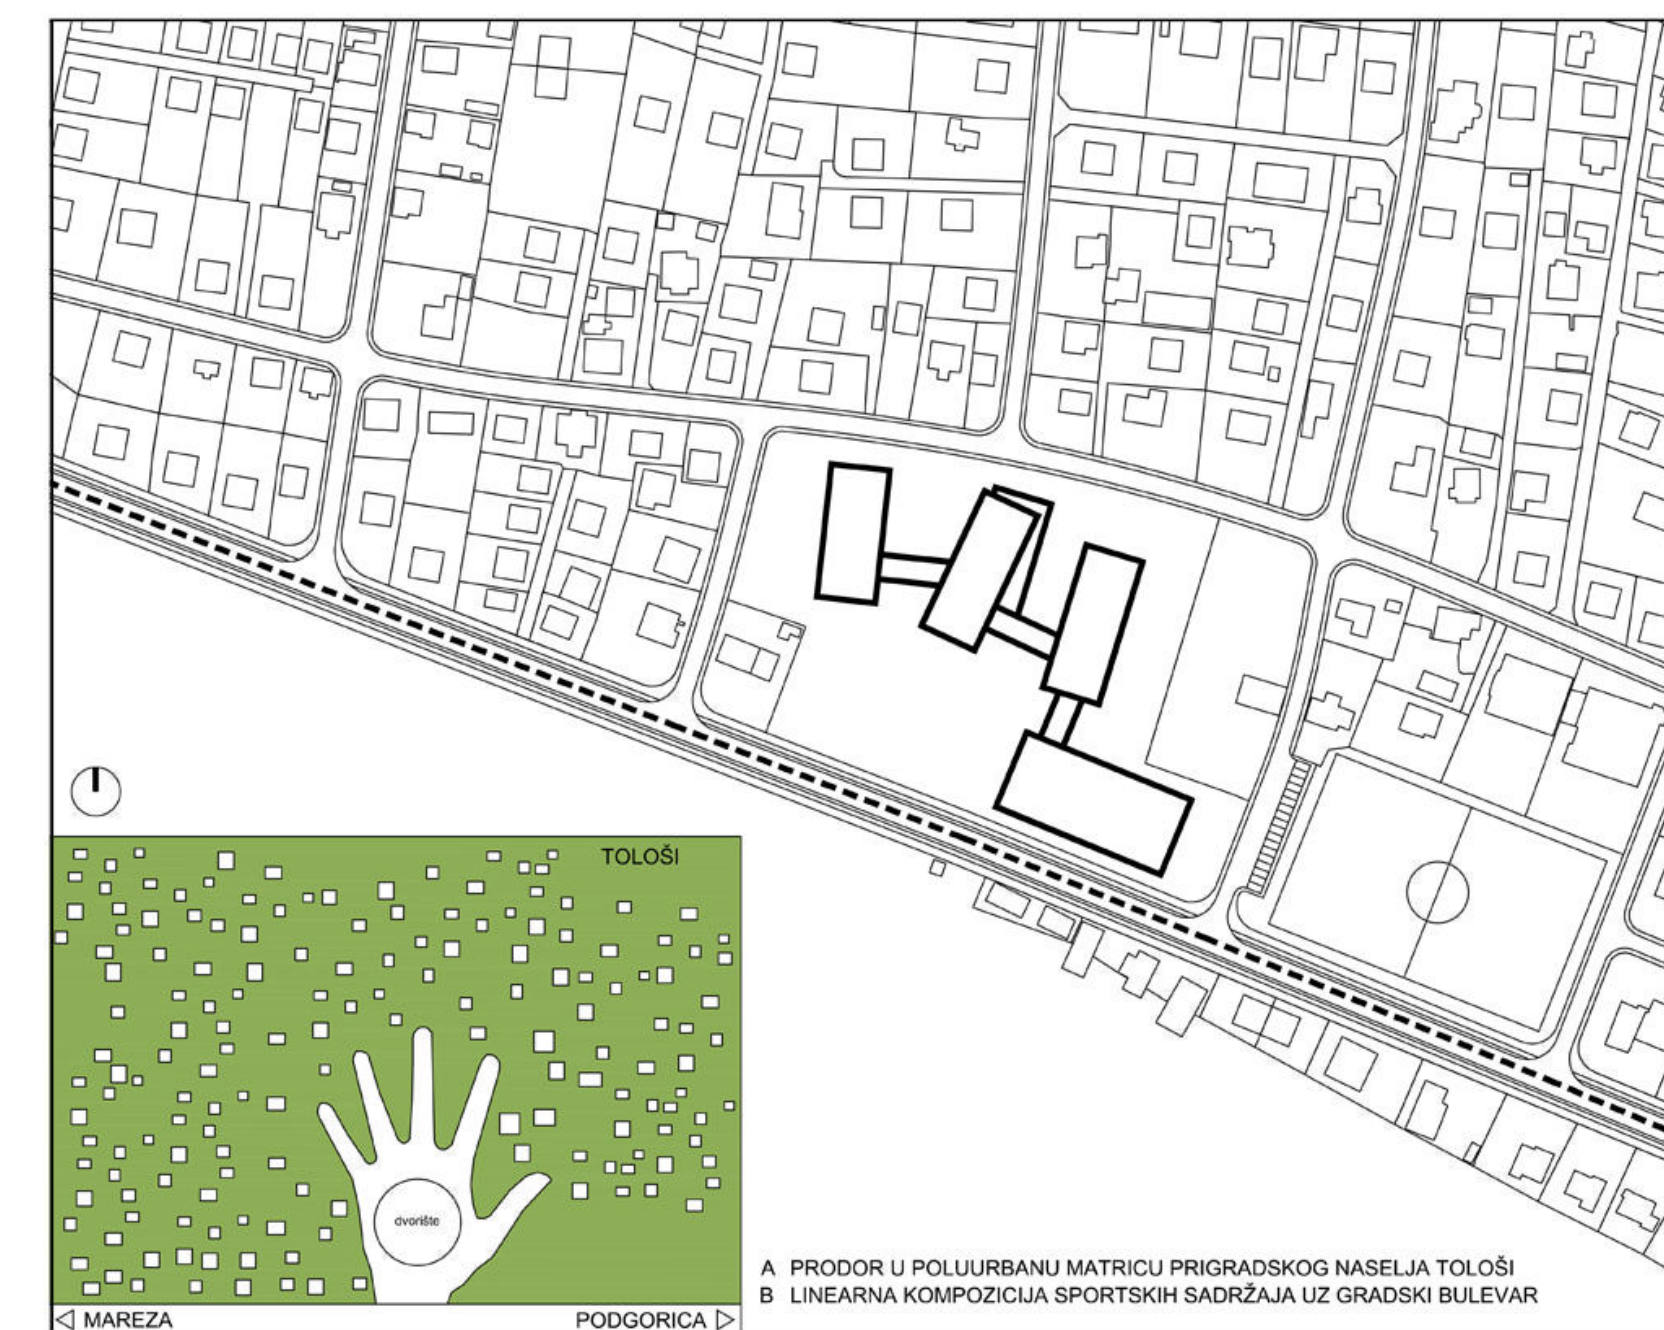 TOLOŠI
dvorište
A PRODOR U POLUURBANU MATRICU PRIGRADSKOG NASELJA TOLOŠI
B LINEARNA KOMPOZICIJA SPORTSKIH SADRŽAJA UZ GRADSKI BULEVAR
MAREZA
PODGORICA